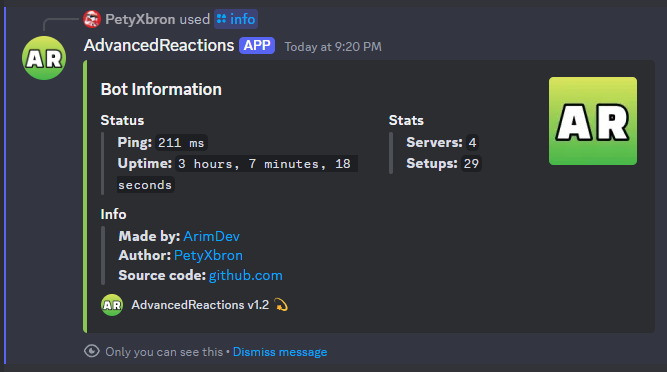 PetyXbron used info
AdvancedReactions APP Today at 9:20 PM
AR
Bot Information
AR
Status
Ping: 211 ms
Uptime: 3 hours, 7 minutes, 18
seconds
Stats
Servers: 4
Setups: 29
Info
Made by: ArimDev
Author: PetyXbron
Source code: github.com
AR AdvancedReactions v1.2
Only you can see this • Dismiss message